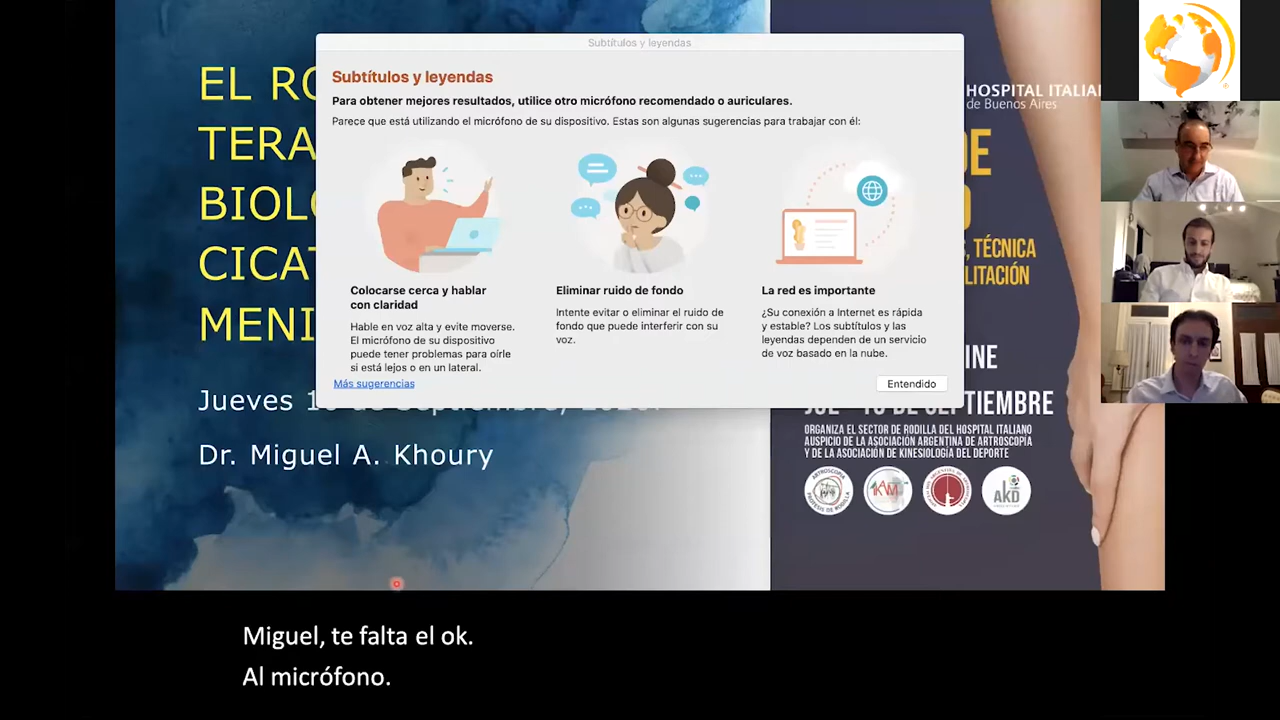 Subtítulos y leyendas
Subtítulos y leyendas
Para obtener mejores resultados, utilice otro micrófono recomendado o auriculares.
Parece que está utilizando el micrófono de su dispositivo. Estas son algunas sugerencias para trabajar con él:
Colocarse cerca y hablar
con claridad
Hable en voz alta y evite moverse.
El micrófono de su dispositivo
puede tener problemas para oírle
si está lejos o en un lateral.
Eliminar ruido de fondo
Intente evitar o eliminar el ruido de
fondo que puede interferir con su
voz.
La red es importante
¿Su conexión a Internet es rápida
y estable? Los subtítulos y las
leyendas dependen de un servicio
de voz basado en la nube.
Más sugerencias
Entendido
EL RO
TERA
BIOLO
CICAT
MENI
Jueves
Dr. Miguel A. Khoury
HOSPITAL ITALIAN
de Buenos Aires
DE
, TÉCNICA
ILITACIÓN
INE
DE SEPTIEMBRE
ORGANIZA EL SECTOR DE RODILLA DEL HOSPITAL ITALIANO
AUSPICIO DE LA ASOCIACIÓN ARGENTINA DE ARTROSCOPÍA
Y DE LA ASOCIACIÓN DE KINESIOLOGÍA DEL DEPORTE
AKD
Miguel, te falta el ok.
Al micrófono.